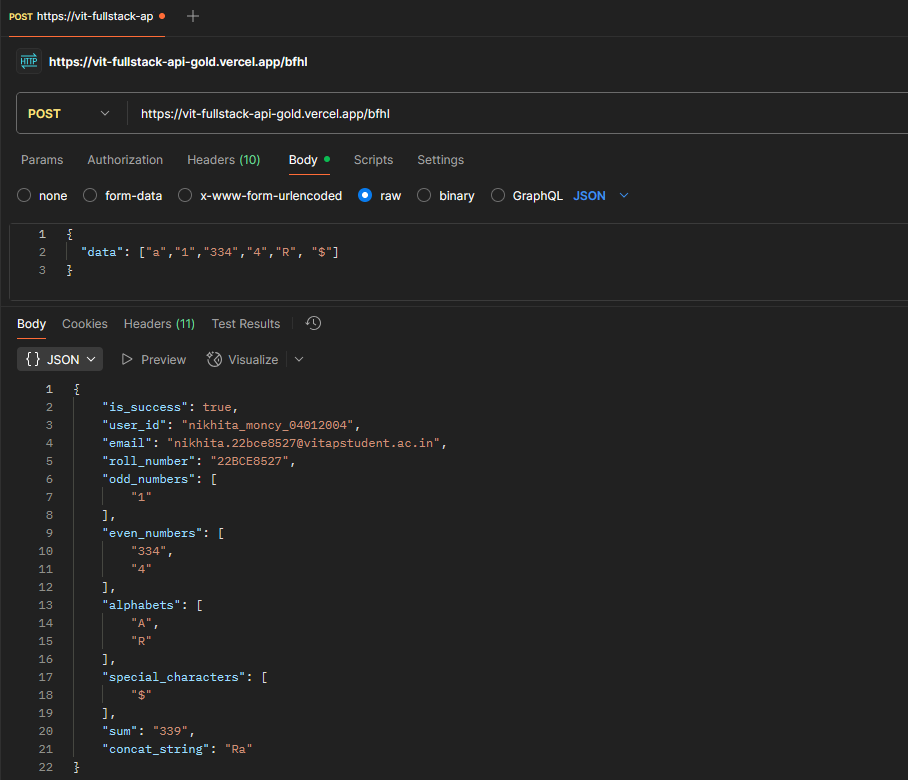 POST https://vit-fullstack-ap
HTTP https://vit-fullstack-api-gold.vercel.app/bfhl
POST https://vit-fullstack-api-gold.vercel.app/bfhl
Params Authorization Headers (10) Body Scripts Settings
none form-data x-www-form-urlencoded raw binary GraphQL JSON
1 {
2 "data": ["a","1","334","4","R", "$"]
3 }
Body Cookies Headers (11) Test Results
{} JSON Preview Visualize
1 {
2 "is_success": true,
3 "user_id": "nikhita_moncy_04012004",
4 "email": "nikhita.22bce8527@vitapstudent.ac.in",
5 "roll_number": "22BCE8527",
6 "odd_numbers": [
7 "1"
8 ],
9 "even_numbers": [
10 "334",
11 "4"
12 ],
13 "alphabets": [
14 "A",
15 "R"
16 ],
17 "special_characters": [
18 "$"
19 ],
20 "sum": "339",
21 "concat_string": "Ra"
22 }